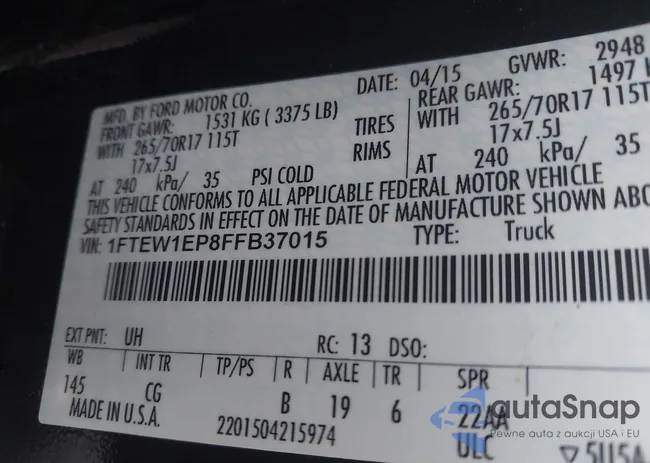 MFD. BY FORD MOTOR CO. DATE: 04/15 GVWR: 2948
FRONT GAWR: 1531 KG ( 3375 LB) REAR GAWR: 1497
WITH 265/70R17 115T TIRES WITH 265/70R17 115T
17x7.5J RIMS 17x7.5J
AT 240 kPa/ 35 PSI COLD AT 240 kPa/ 35
THIS VEHICLE CONFORMS TO ALL APPLICABLE FEDERAL MOTOR VEHICLE
SAFETY STANDARDS IN EFFECT ON THE DATE OF MANUFACTURE SHOWN ABO
VIN: 1FTEW1EP8FFB37015 TYPE: Truck
EXT PNT: UH RC: 13 DSO:
WB INT TR TP/PS R AXLE TR SPR
145 CG B 19 6 22AA
MADE IN U.S.A. 2201504215974 ULC
5U5A
autaSnap
Pewne auta z aukcji USA i EU